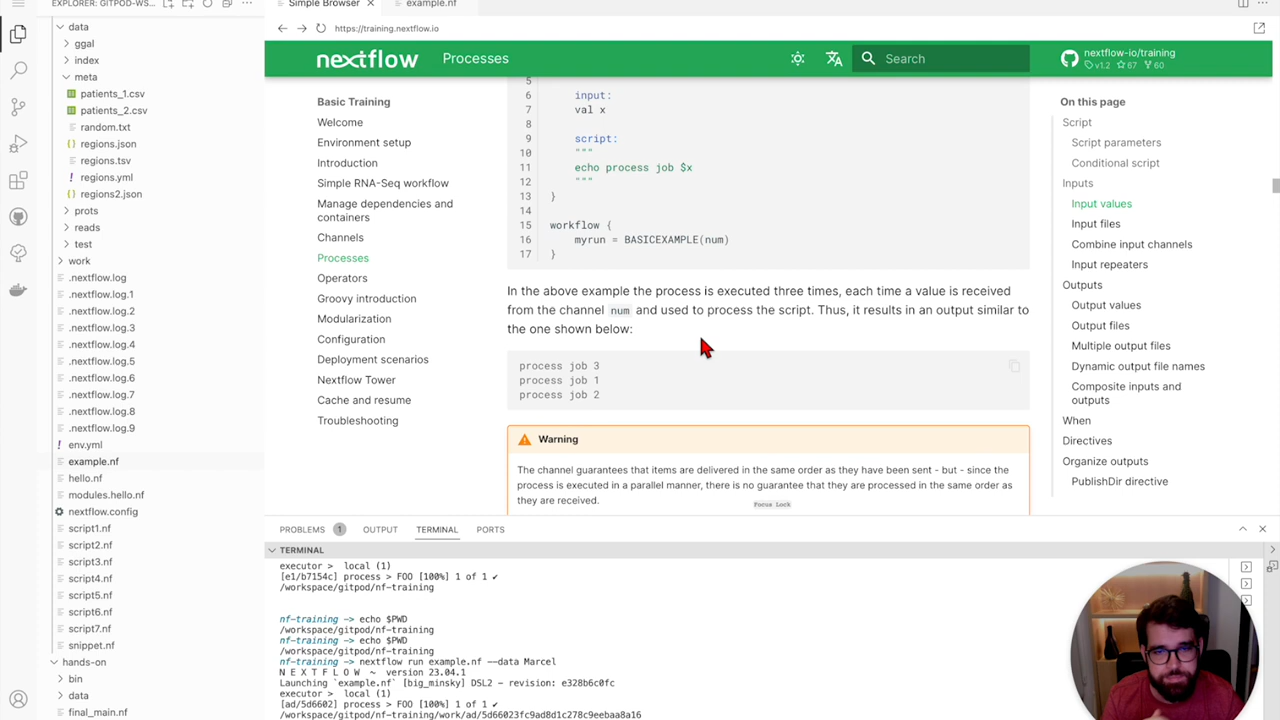 EXPLORER: GITPOD-WS...
Simple Browser
example.nf
data
ggal
index
meta
patients_1.csv
patients_2.csv
random.txt
regions.json
regions.tsv
regions.yml
regions2.json
prots
reads
test
work
.nextflow.log
.nextflow.log.1
.nextflow.log.2
.nextflow.log.3
.nextflow.log.4
.nextflow.log.5
.nextflow.log.6
.nextflow.log.7
.nextflow.log.8
.nextflow.log.9
env.yml
example.nf
hello.nf
modules.hello.nf
nextflow.config
script1.nf
script2.nf
script3.nf
script4.nf
script5.nf
script6.nf
script7.nf
snippet.nf
hands-on
bin
data
final_main.nf
https://training.nextflow.io
nextflow
Processes
Search
nextflow-io/training
v1.2 67 60
Basic Training
Welcome
Environment setup
Introduction
Simple RNA-Seq workflow
Manage dependencies and
containers
Channels
Processes
Operators
Groovy introduction
Modularization
Configuration
Deployment scenarios
Nextflow Tower
Cache and resume
Troubleshooting
5
6 input:
7 val x
8
9 script:
10 """
11 echo process job $x
12 """
13 }
14
15 workflow {
16 myrun = BASICEXAMPLE(num)
17 }
In the above example the process is executed three times, each time a value is received
from the channel num and used to process the script. Thus, it results in an output similar to
the one shown below:
process job 3
process job 1
process job 2
Warning
The channel guarantees that items are delivered in the same order as they have been sent - but - since the
process is executed in a parallel manner, there is no guarantee that they are processed in the same order as
they are received.
Focus Lock
On this page
Script
Script parameters
Conditional script
Inputs
Input values
Input files
Combine input channels
Input repeaters
Outputs
Output values
Output files
Multiple output files
Dynamic output file names
Composite inputs and
outputs
When
Directives
Organize outputs
PublishDir directive
PROBLEMS 1 OUTPUT TERMINAL PORTS
TERMINAL
executor > local (1)
[e1/b7154c] process > FOO [100%] 1 of 1 ✔
/workspace/gitpod/nf-training
nf-training -> echo $PWD
/workspace/gitpod/nf-training
nf-training -> echo $PWD
/workspace/gitpod/nf-training
nf-training -> nextflow run example.nf --data Marcel
N E X T F L O W ~ version 23.04.1
Launching `example.nf` [big_minsky] DSL2 - revision: e328b6c0fc
executor > local (1)
[ad/5d6602] process > FOO [100%] 1 of 1 ✔
/workspace/gitpod/nf-training/work/ad/5d66023fc9ad8d1c278c9eebaa8a16